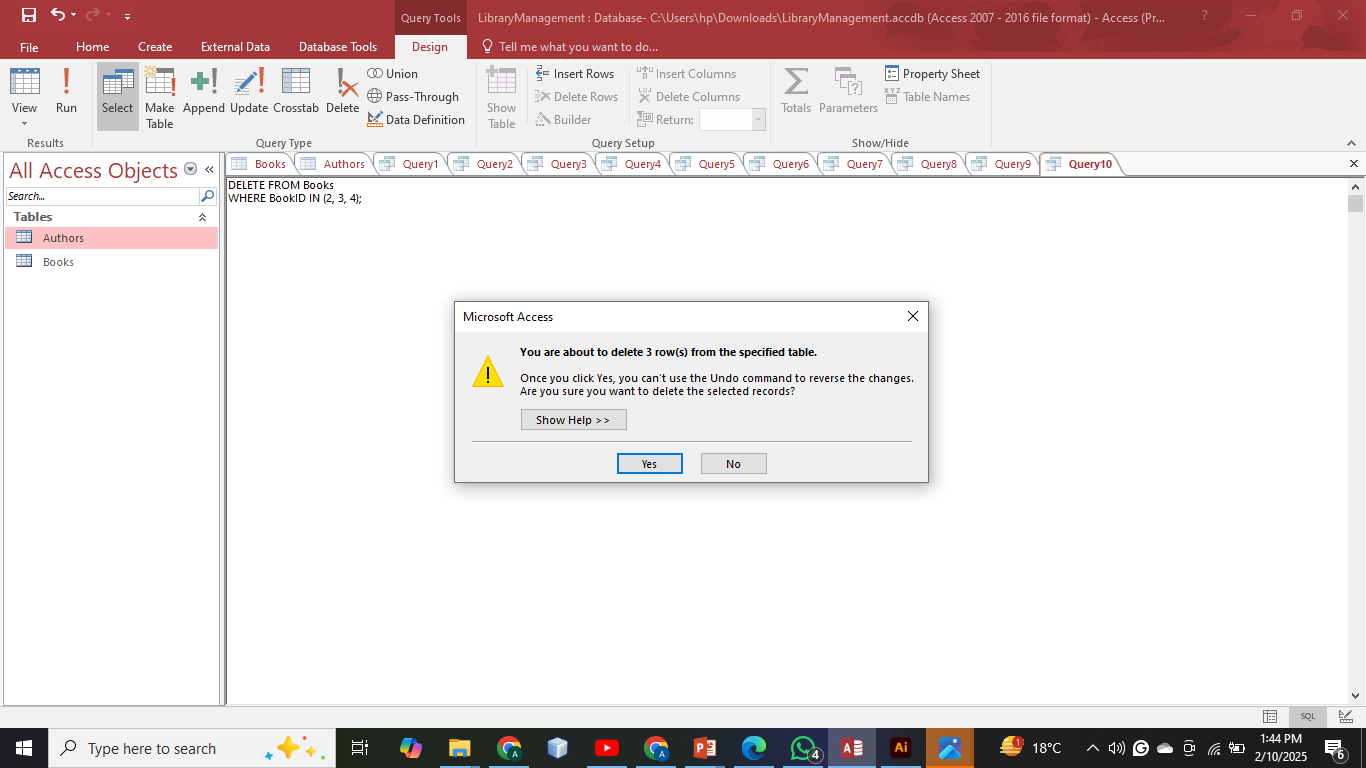 Query Tools
LibraryManagement : Database- C:\Users\hp\Downloads\LibraryManagement.accdb (Access 2007 - 2016 file format) - Access (Pr...
?
File
Home
Create
External Data
Database Tools
Design
Tell me what you want to do...
View
Run
Select
Make
Table
Append
Update
Crosstab
Delete
Union
Pass-Through
Data Definition
Show
Table
Insert Rows
Delete Rows
Builder
Insert Columns
Delete Columns
Return:
Totals
Parameters
Property Sheet
Table Names
Results
Query Type
Query Setup
Show/Hide
All Access Objects
Search...
Tables
Authors
Books
Books
Authors
Query1
Query2
Query3
Query4
Query5
Query6
Query7
Query8
Query9
Query10
DELETE FROM Books
WHERE BookID IN (2, 3, 4);
Microsoft Access
You are about to delete 3 row(s) from the specified table.
Once you click Yes, you can't use the Undo command to reverse the changes.
Are you sure you want to delete the selected records?
Show Help >>
Yes
No
SQL
Type here to search
4
Ai
1
18°C
1:44 PM
2/10/2025
6